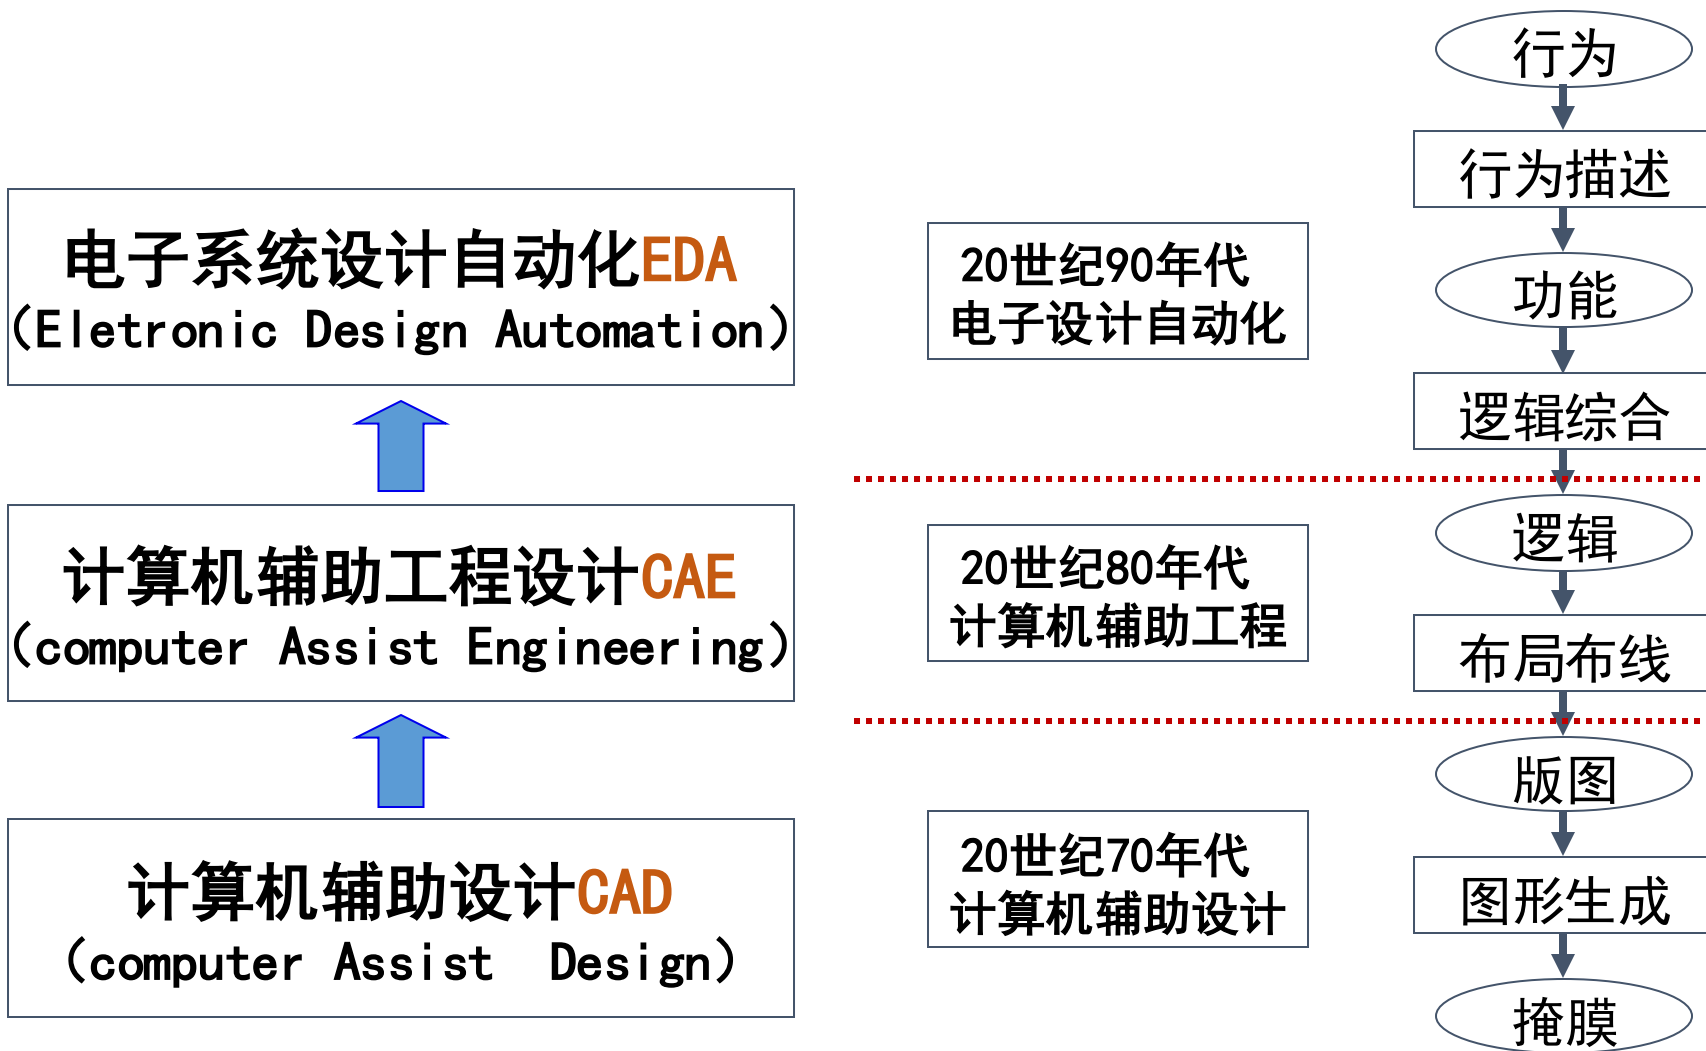 电子系统设计自动化EDA
(Eletronic Design Automation)
计算机辅助工程设计CAE
(computer Assist Engineering)
计算机辅助设计CAD
(computer Assist Design)
20世纪90年代
电子设计自动化
20世纪80年代
计算机辅助工程
20世纪70年代
计算机辅助设计
行为
行为描述
功能
逻辑综合
逻辑
布局布线
版图
图形生成
掩膜